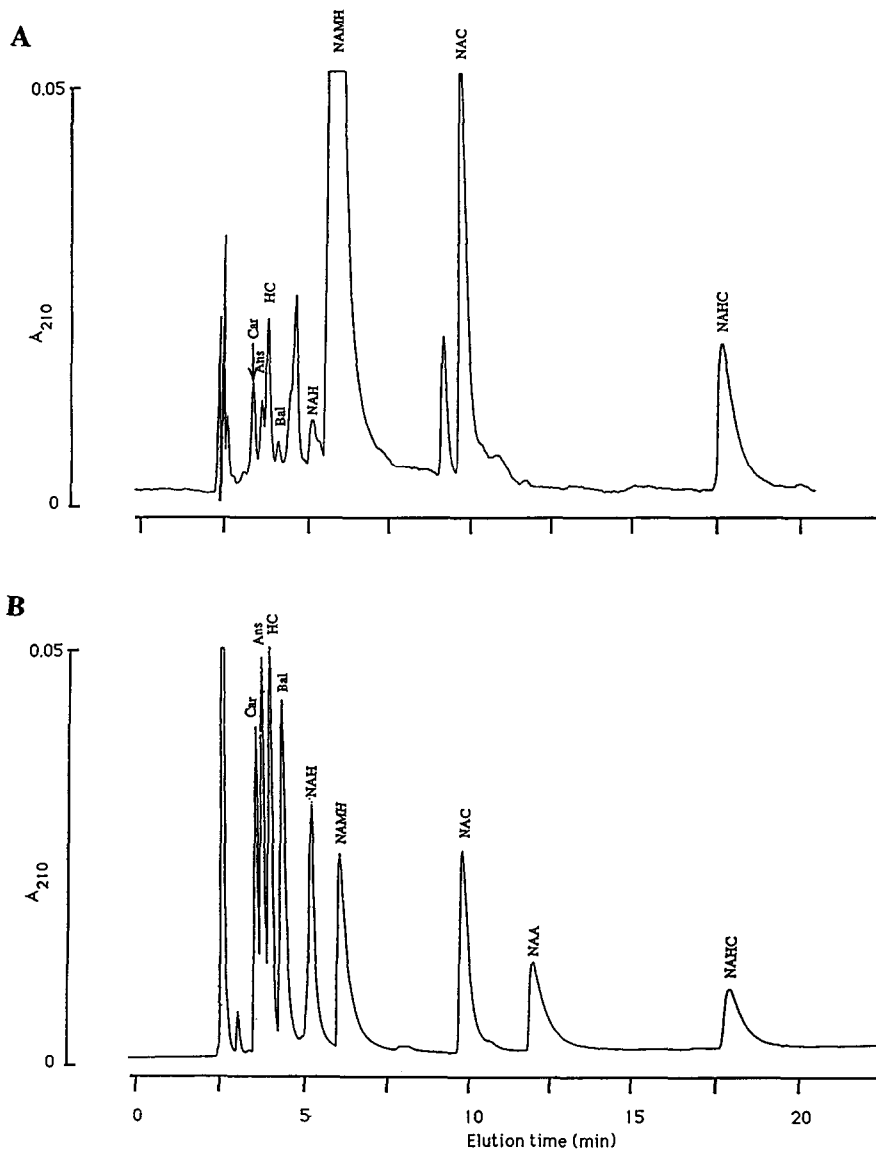 A
NAMH
NAC
0.05
A210
Car
Ans
HC
Bal
NAH
NAHC
0
B
0.05
A210
Car
Ans
HC
Bal
NAH
NAMH
NAC
NAA
NAHC
0
0 5 10 15 20
Elution time (min)